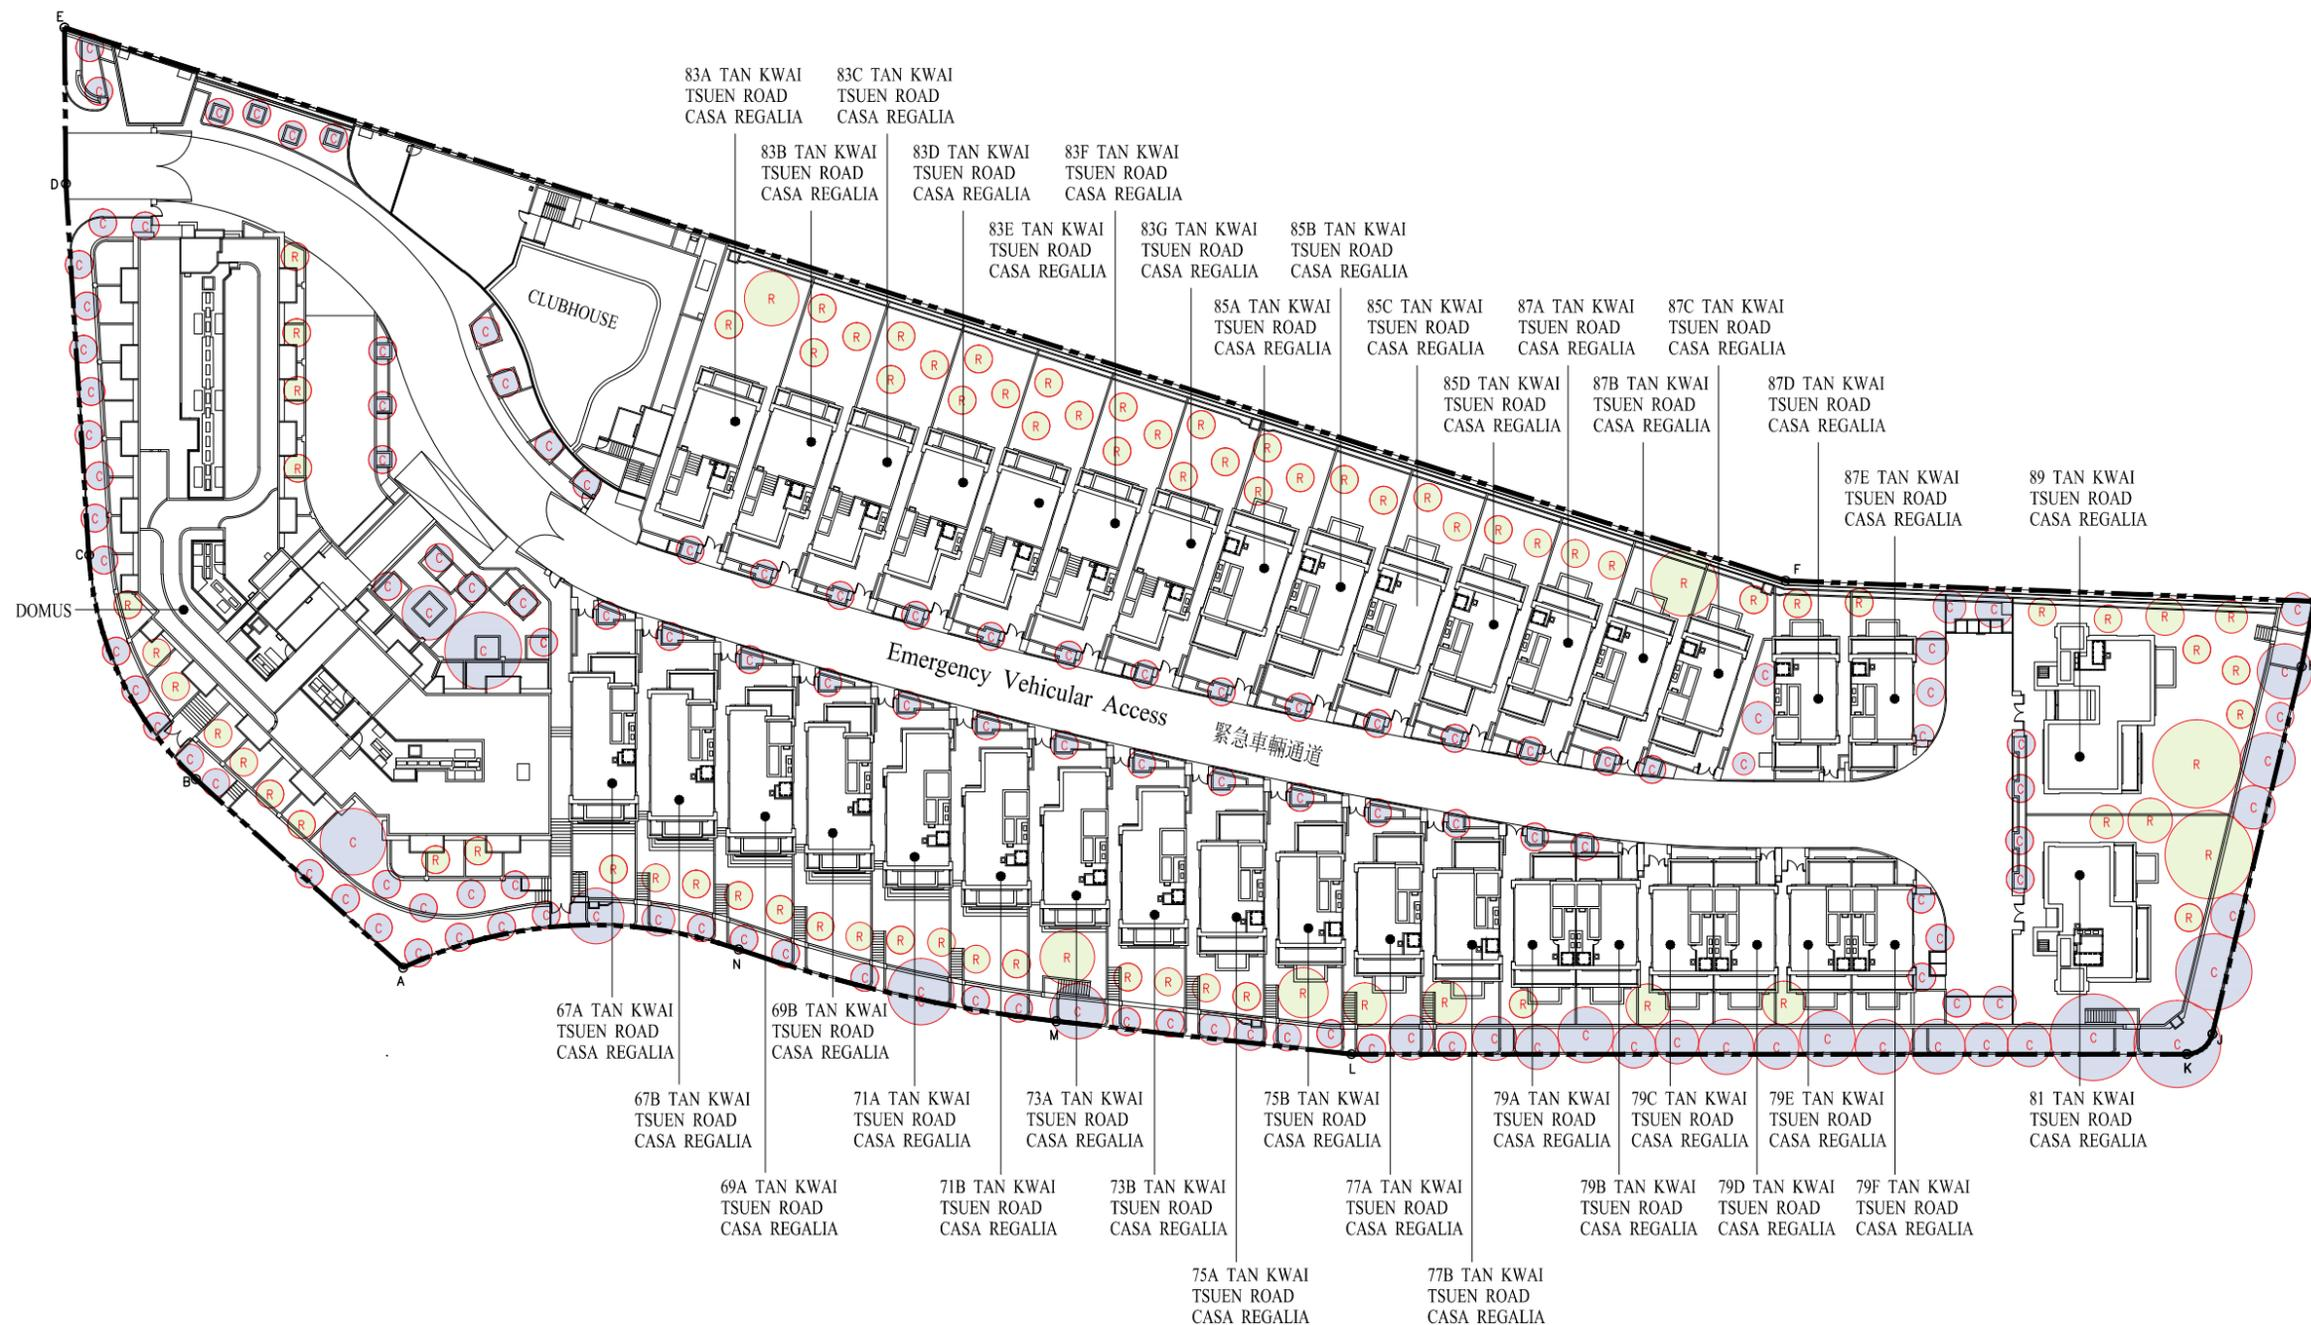 E
83A TAN KWAI
TSUEN ROAD
CASA REGALIA
83C TAN KWAI
TSUEN ROAD
CASA REGALIA
83B TAN KWAI
TSUEN ROAD
CASA REGALIA
83D TAN KWAI
TSUEN ROAD
CASA REGALIA
83F TAN KWAI
TSUEN ROAD
CASA REGALIA
83E TAN KWAI
TSUEN ROAD
CASA REGALIA
83G TAN KWAI
TSUEN ROAD
CASA REGALIA
85B TAN KWAI
TSUEN ROAD
CASA REGALIA
85A TAN KWAI
TSUEN ROAD
CASA REGALIA
85C TAN KWAI
TSUEN ROAD
CASA REGALIA
87A TAN KWAI
TSUEN ROAD
CASA REGALIA
87C TAN KWAI
TSUEN ROAD
CASA REGALIA
85D TAN KWAI
TSUEN ROAD
CASA REGALIA
87B TAN KWAI
TSUEN ROAD
CASA REGALIA
87D TAN KWAI
TSUEN ROAD
CASA REGALIA
87E TAN KWAI
TSUEN ROAD
CASA REGALIA
89 TAN KWAI
TSUEN ROAD
CASA REGALIA
D
CLUBHOUSE
C
F
DOMUS
Emergency Vehicular Access
緊急車輛通道
B
A
N
M
L
K
J
67A TAN KWAI
TSUEN ROAD
CASA REGALIA
69B TAN KWAI
TSUEN ROAD
CASA REGALIA
67B TAN KWAI
TSUEN ROAD
CASA REGALIA
71A TAN KWAI
TSUEN ROAD
CASA REGALIA
73A TAN KWAI
TSUEN ROAD
CASA REGALIA
75B TAN KWAI
TSUEN ROAD
CASA REGALIA
79A TAN KWAI
TSUEN ROAD
CASA REGALIA
79C TAN KWAI
TSUEN ROAD
CASA REGALIA
79E TAN KWAI
TSUEN ROAD
CASA REGALIA
81 TAN KWAI
TSUEN ROAD
CASA REGALIA
69A TAN KWAI
TSUEN ROAD
CASA REGALIA
71B TAN KWAI
TSUEN ROAD
CASA REGALIA
73B TAN KWAI
TSUEN ROAD
CASA REGALIA
77A TAN KWAI
TSUEN ROAD
CASA REGALIA
79B TAN KWAI
TSUEN ROAD
CASA REGALIA
79D TAN KWAI
TSUEN ROAD
CASA REGALIA
79F TAN KWAI
TSUEN ROAD
CASA REGALIA
75A TAN KWAI
TSUEN ROAD
CASA REGALIA
77B TAN KWAI
TSUEN ROAD
CASA REGALIA